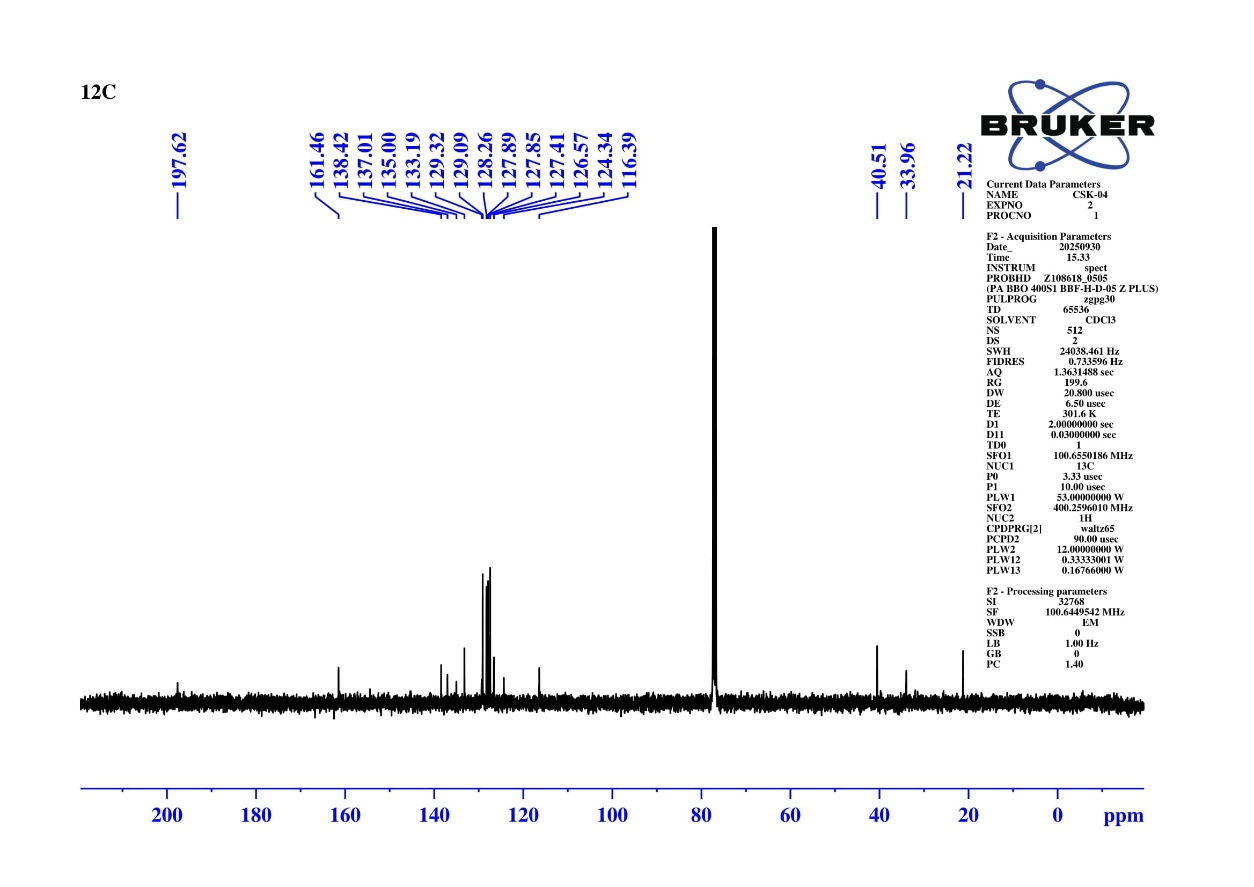 12C
BRUKER
197.62
161.46
138.42
137.01
135.00
133.19
129.32
129.09
128.26
127.89
127.85
127.41
126.57
124.34
116.39
40.51
33.96
21.22
Current Data Parameters
NAME CSK-04
EXPNO 2
PROCNO 1
F2 - Acquisition Parameters
Date_ 20250930
Time 15.33
INSTRUM spect
PROBHD Z108618_0505
(PA BBO 400S1 BBF-H-D-05 Z PLUS)
PULPROG zgpg30
TD 65536
SOLVENT CDCl3
NS 512
DS 2
SWH 24038.461 Hz
FIDRES 0.733596 Hz
AQ 1.3631488 sec
RG 199.6
DW 20.800 usec
DE 6.50 usec
TE 301.6 K
D1 2.00000000 sec
D11 0.03000000 sec
TD0 1
SFO1 100.6550186 MHz
NUC1 13C
P0 3.33 usec
P1 10.00 usec
PLW1 53.00000000 W
SFO2 400.2596010 MHz
NUC2 1H
CPDPRG[2] waltz65
PCPD2 90.00 usec
PLW2 12.00000000 W
PLW12 0.33333001 W
PLW13 0.16766000 W
F2 - Processing parameters
SI 32768
SF 100.6449542 MHz
WDW EM
SSB 0
LB 1.00 Hz
GB 0
PC 1.40
200 180 160 140 120 100 80 60 40 20 0 ppm